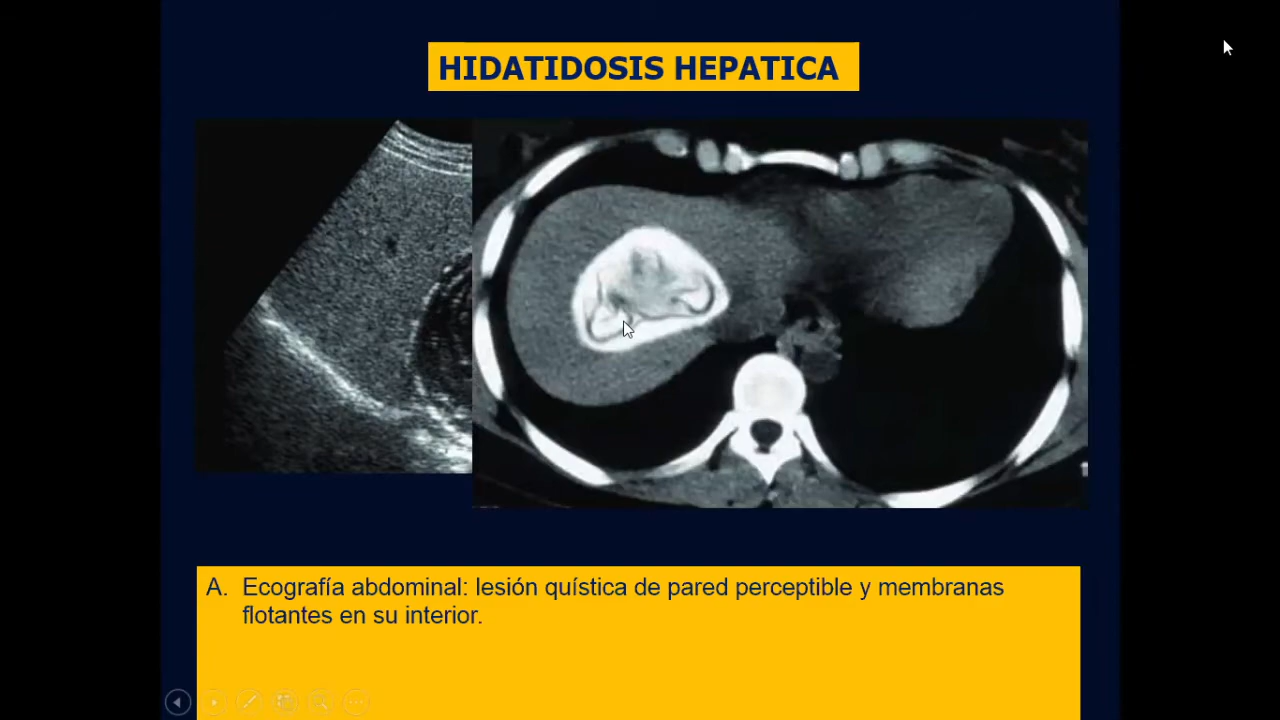 HIDATIDOSIS HEPATICA
A. Ecografía abdominal: lesión quística de pared perceptible y membranas
flotantes en su interior.